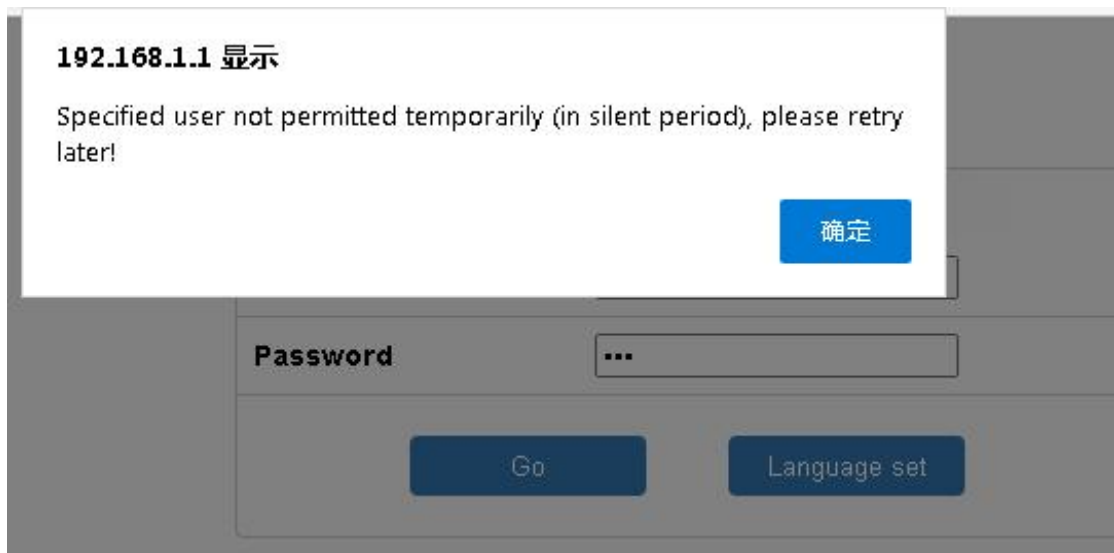 192.168.1.1 显示
Specified user not permitted temporarily (in silent period), please retry
later!
确定
Password
•••
Go
Language set